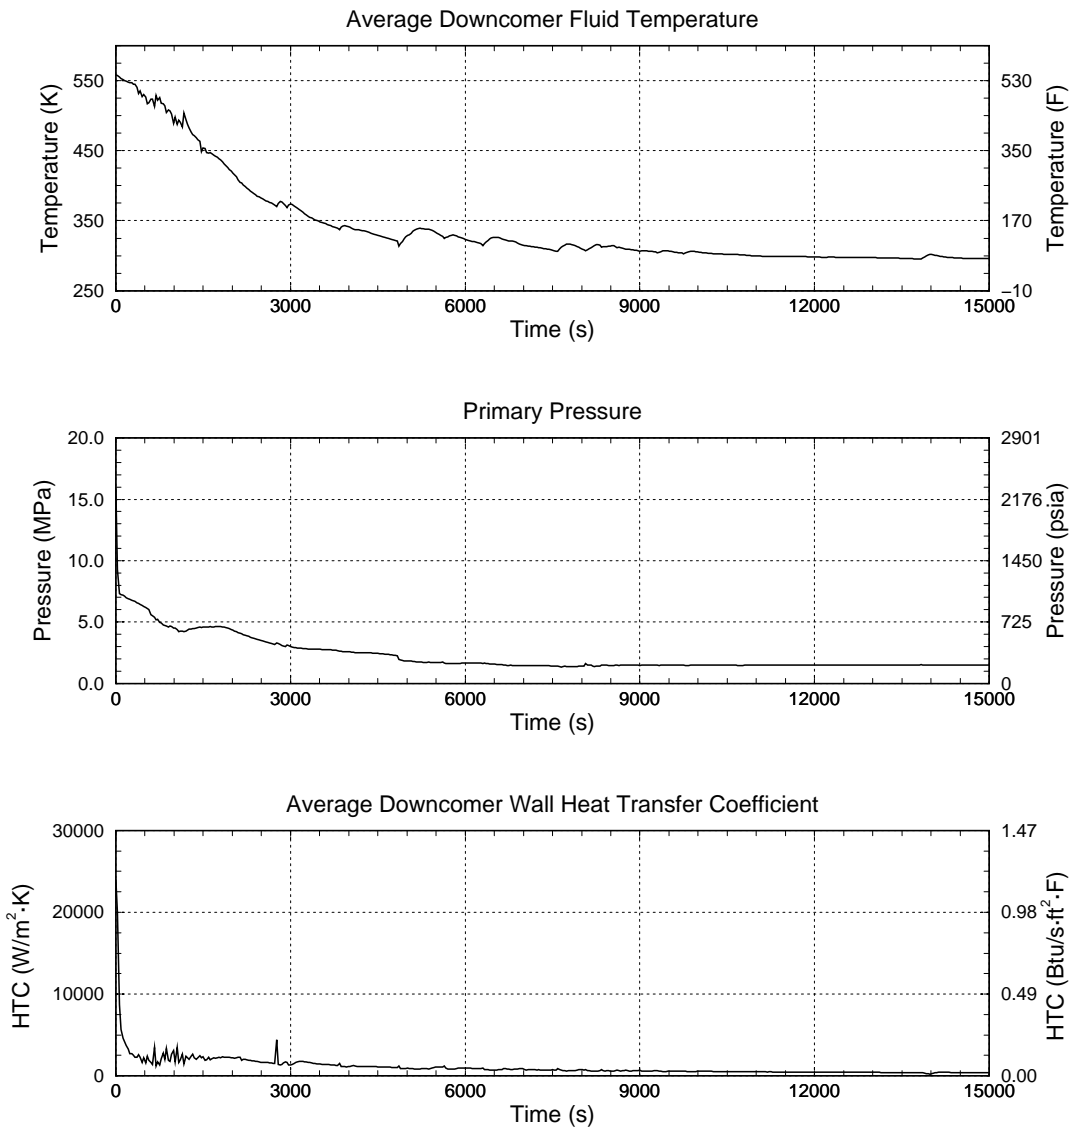 Average Downcomer Fluid Temperature
550
450
350
250
Temperature (K)
530
350
170
−10
Temperature (F)
0 3000 6000 9000 12000 15000
Time (s)
Primary Pressure
20.0
15.0
10.0
5.0
0.0
Pressure (MPa)
2901
2176
1450
725
0
Pressure (psia)
0 3000 6000 9000 12000 15000
Time (s)
Average Downcomer Wall Heat Transfer Coefficient
30000
20000
10000
0
HTC (W/m²·K)
1.47
0.98
0.49
0.00
HTC (Btu/s·ft²·F)
0 3000 6000 9000 12000 15000
Time (s)